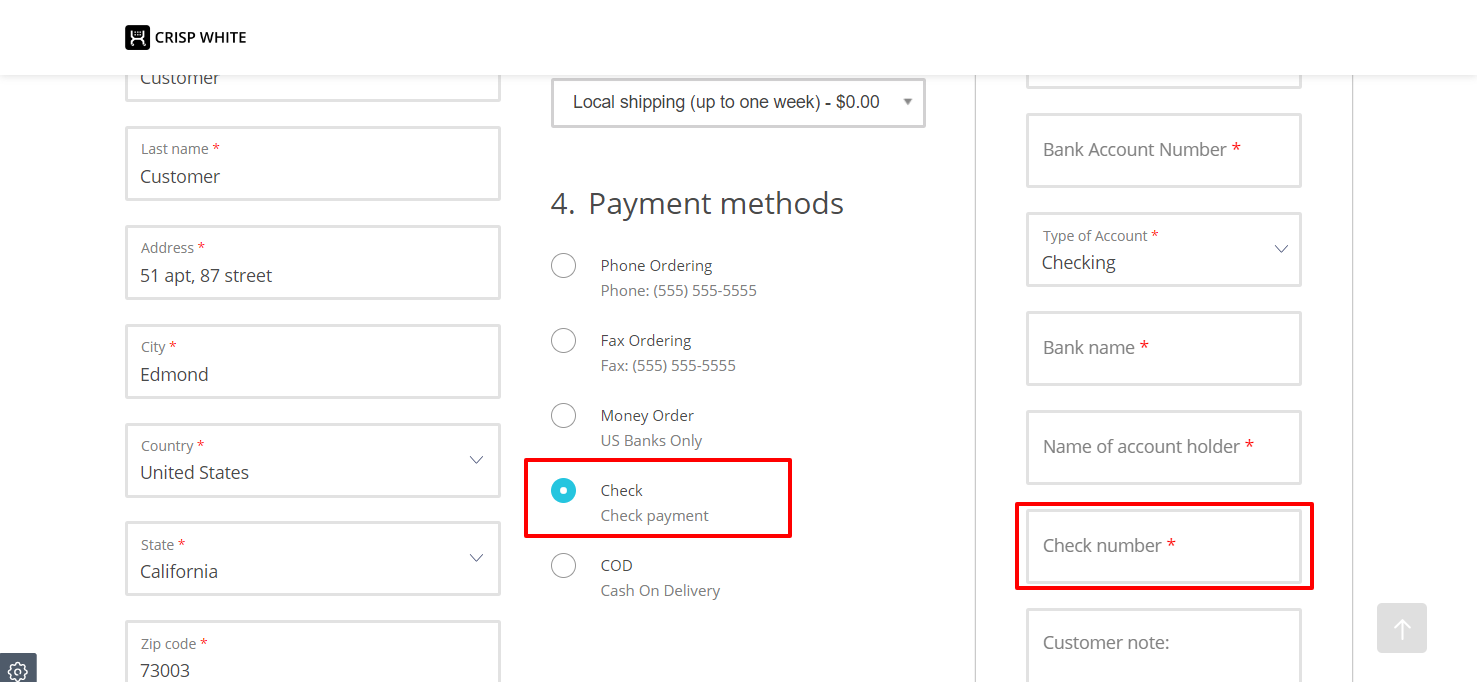 CRISP WHITE
Customer
Last name *
Customer
Address *
51 apt, 87 street
City *
Edmond
Country *
United States
State *
California
Zip code *
73003
Local shipping (up to one week) - $0.00
4. Payment methods
Phone Ordering
Phone: (555) 555-5555
Fax Ordering
Fax: (555) 555-5555
Money Order
US Banks Only
Check
Check payment
COD
Cash On Delivery
Bank Account Number *
Type of Account *
Checking
Bank name *
Name of account holder *
Check number *
Customer note: